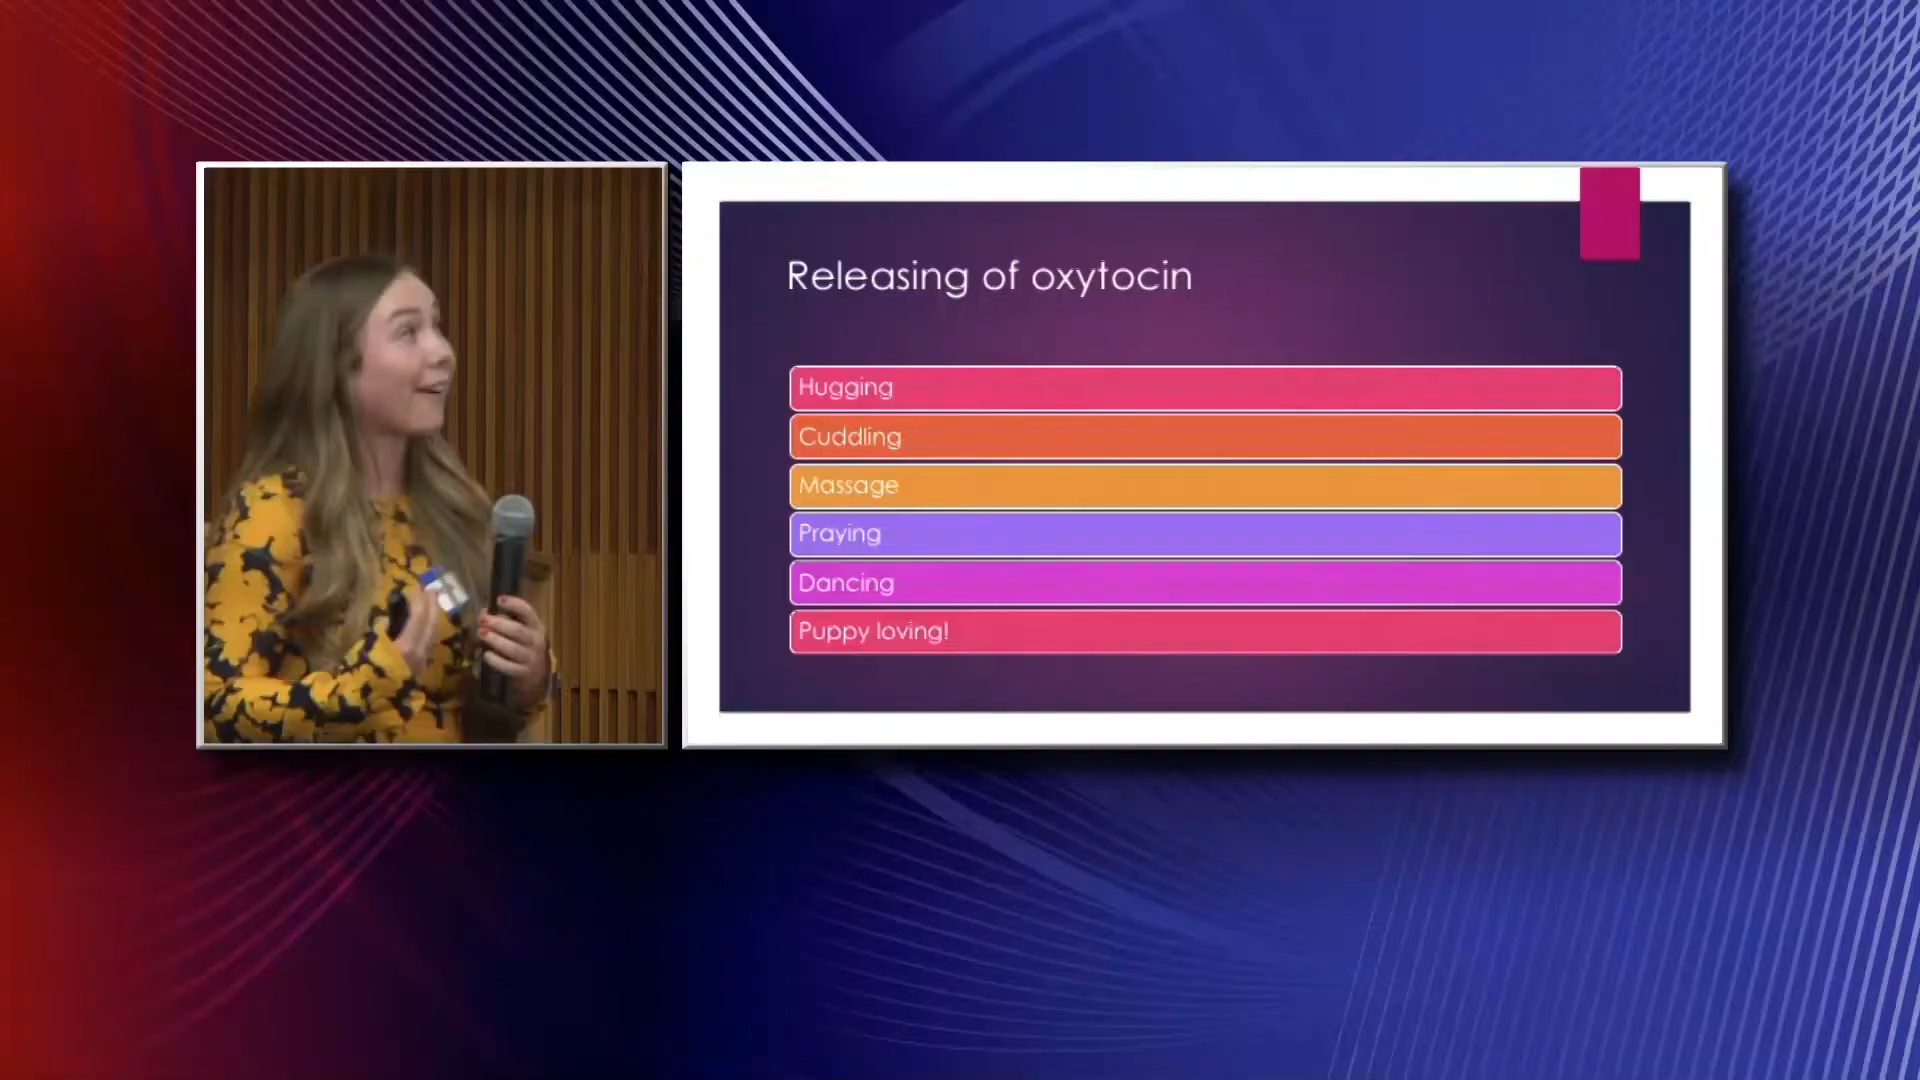 Releasing of oxytocin
Hugging
Cuddling
Massage
Praying
Dancing
Puppy loving!